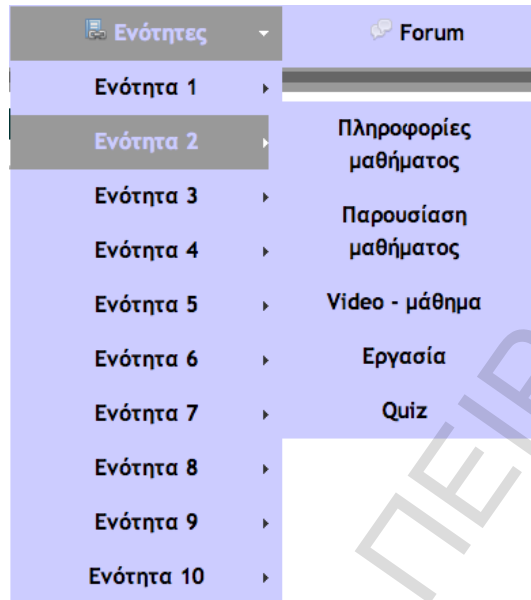 Ενότητες
Forum
Ενότητα 1
Ενότητα 2
Ενότητα 3
Ενότητα 4
Ενότητα 5
Ενότητα 6
Ενότητα 7
Ενότητα 8
Ενότητα 9
Ενότητα 10
Πληροφορίες
μαθήματος
Παρουσίαση
μαθήματος
Video - μάθημα
Εργασία
Quiz